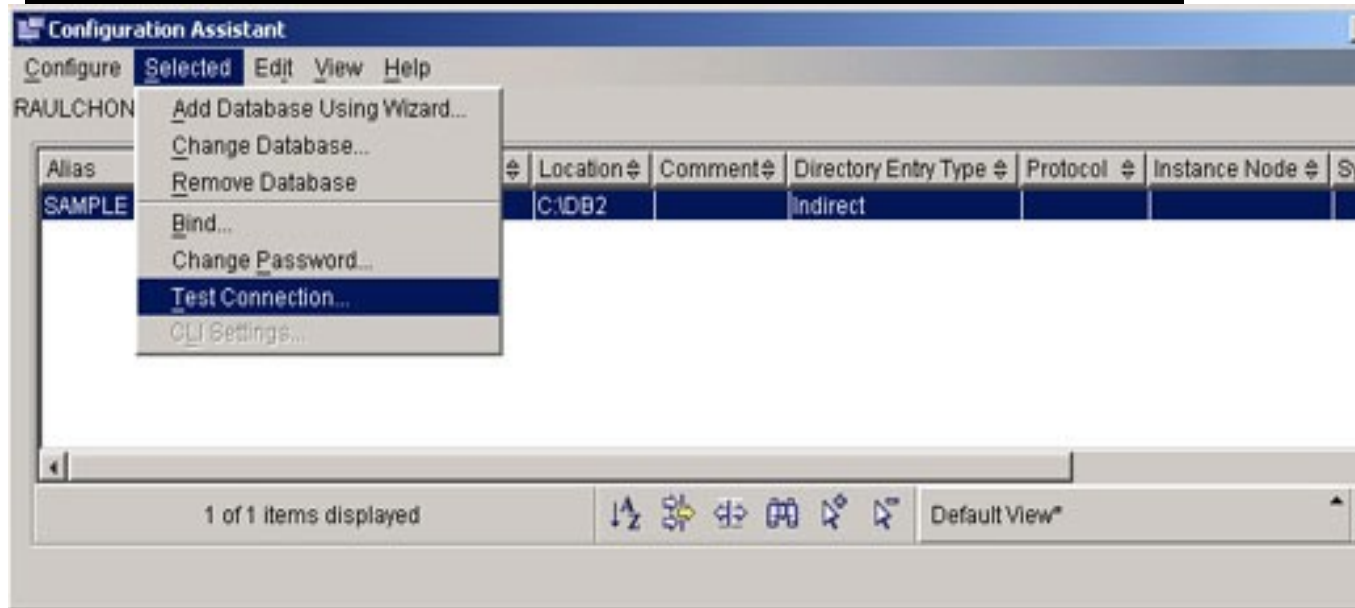 Configuration Assistant
Configure Selected Edit View Help
RAULCHON
Add Database Using Wizard...
Change Database...
Remove Database
Bind...
Change Password...
Test Connection...
CLI Settings...
Alias Location Comment Directory Entry Type Protocol Instance Node
SAMPLE C:\DB2 Indirect
1 of 1 items displayed
Default View*